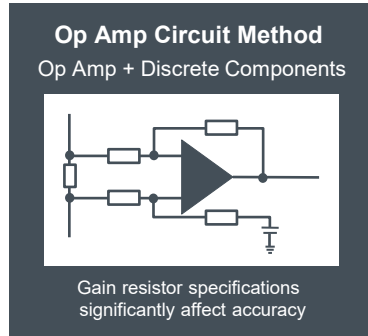 Op Amp Circuit Method
Op Amp + Discrete Components
Gain resistor specifications
significantly affect accuracy